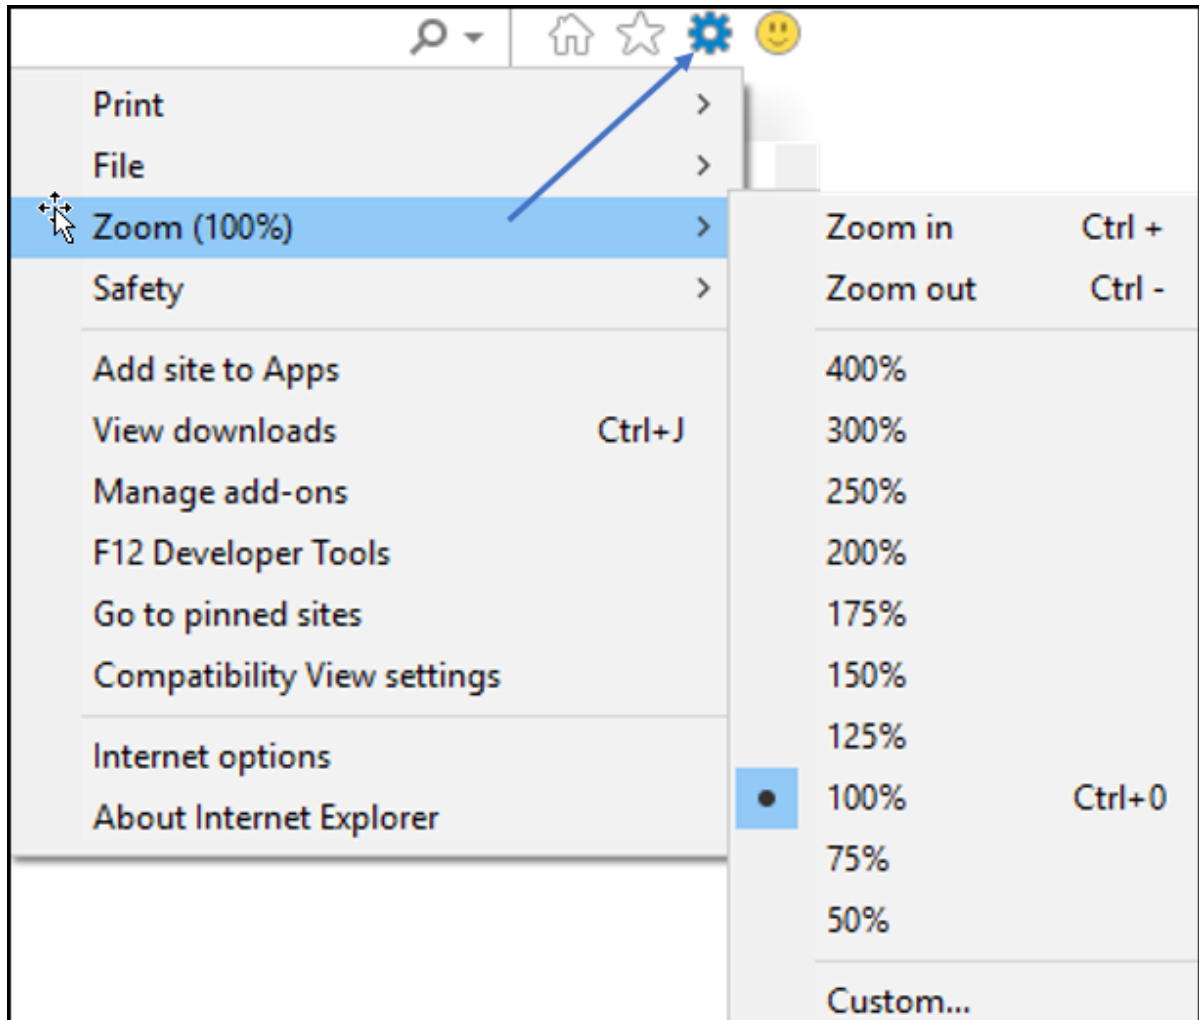 Print
File
Zoom (100%)
Safety
Add site to Apps
View downloads Ctrl+J
Manage add-ons
F12 Developer Tools
Go to pinned sites
Compatibility View settings
Internet options
About Internet Explorer
Zoom in Ctrl +
Zoom out Ctrl -
400%
300%
250%
200%
175%
150%
125%
100% Ctrl+0
75%
50%
Custom...